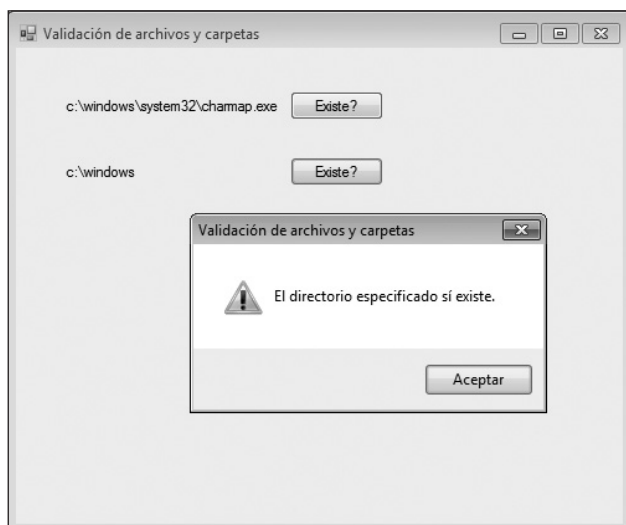 Validación de archivos y carpetas
c:\windows\system32\charmap.exe Existe?
c:\windows Existe?
Validación de archivos y carpetas
El directorio especificado sí existe.
Aceptar